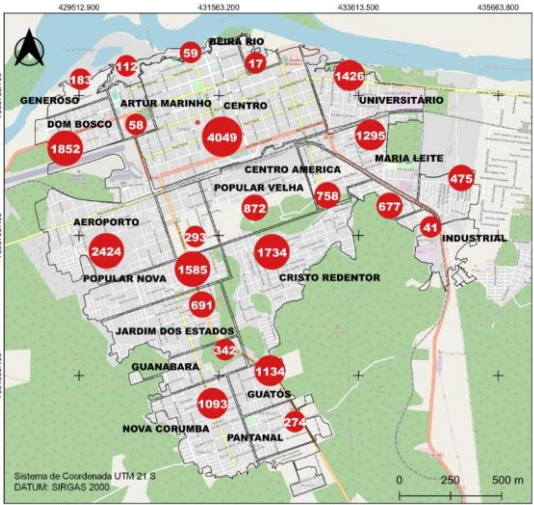 429512.900 431563.200 433613.500 435663.800
BEIRA RIO
59
17
112
1426
183
GENEROSO
ARTUR MARINHO CENTRO
UNIVERSITÁRIO
DOM BOSCO
58
4049
1295
1852
MARIA LEITE
CENTRO AMERICA
475
POPULAR VELHA
758
872
677
AEROPORTO
41
293
INDUSTRIAL
2424
1734
1585
POPULAR NOVA
CRISTO REDENTOR
691
JARDIM DOS ESTADOS
342
GUANABARA
1134
GUATÓS
1093
274
NOVA CORUMBA
PANTANAL
Sistema de Coordenada UTM 21 S
DATUM: SIRGAS 2000
0 250 500 m